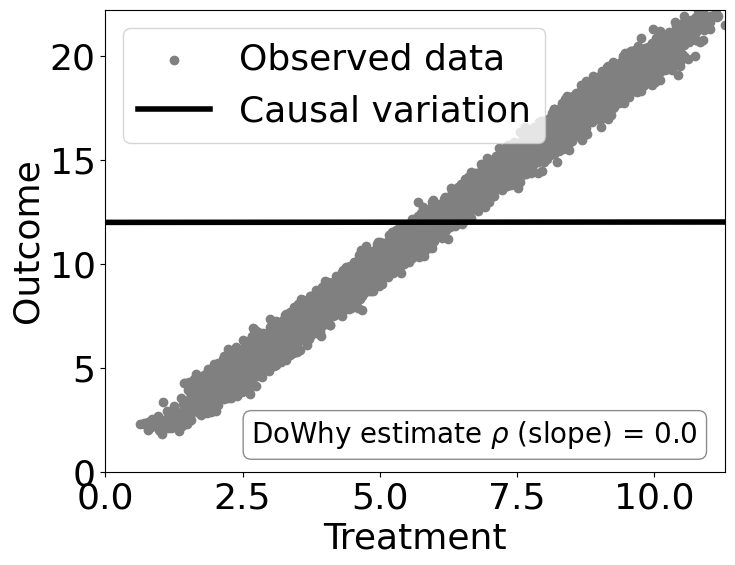 Observed data
Causal variation
20
15
10
5
0
Outcome
DoWhy estimate ρ (slope) = 0.0
0.0 2.5 5.0 7.5 10.0
Treatment